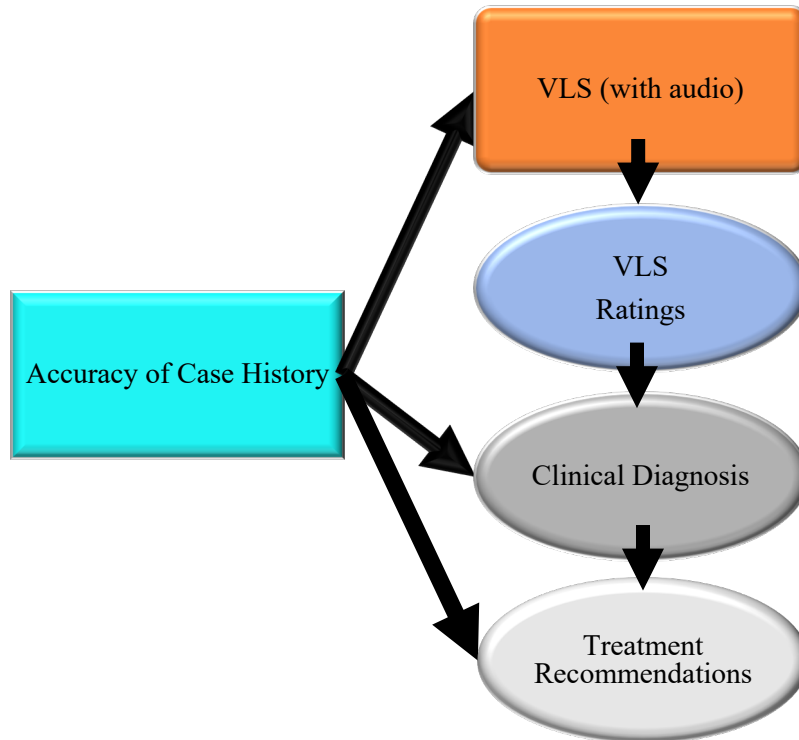 VLS (with audio)
VLS
Ratings
Accuracy of Case History
Clinical Diagnosis
Treatment
Recommendations